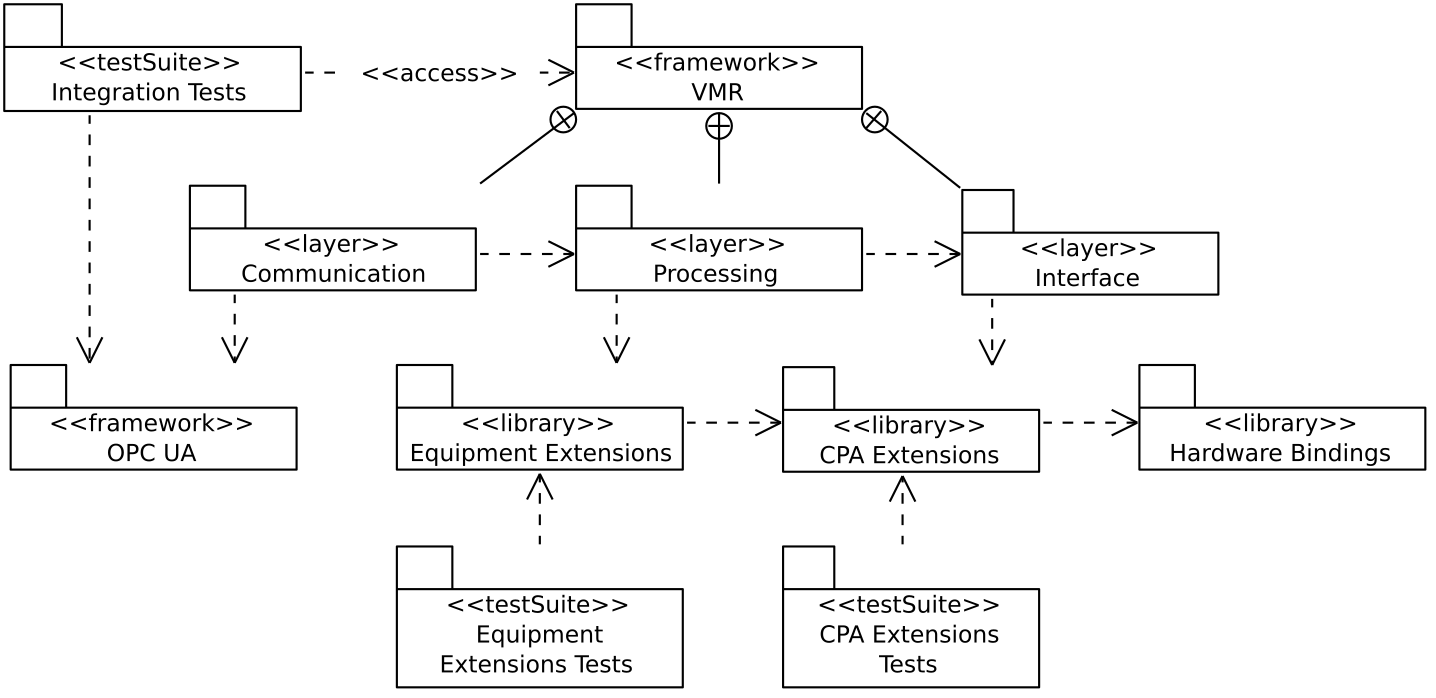 <<testSuite>>
Integration Tests
<<access>>
<<framework>>
VMR
<<layer>>
Communication
<<layer>>
Processing
<<layer>>
Interface
<<framework>>
OPC UA
<<library>>
Equipment Extensions
<<library>>
CPA Extensions
<<library>>
Hardware Bindings
<<testSuite>>
Equipment
Extensions Tests
<<testSuite>>
CPA Extensions
Tests